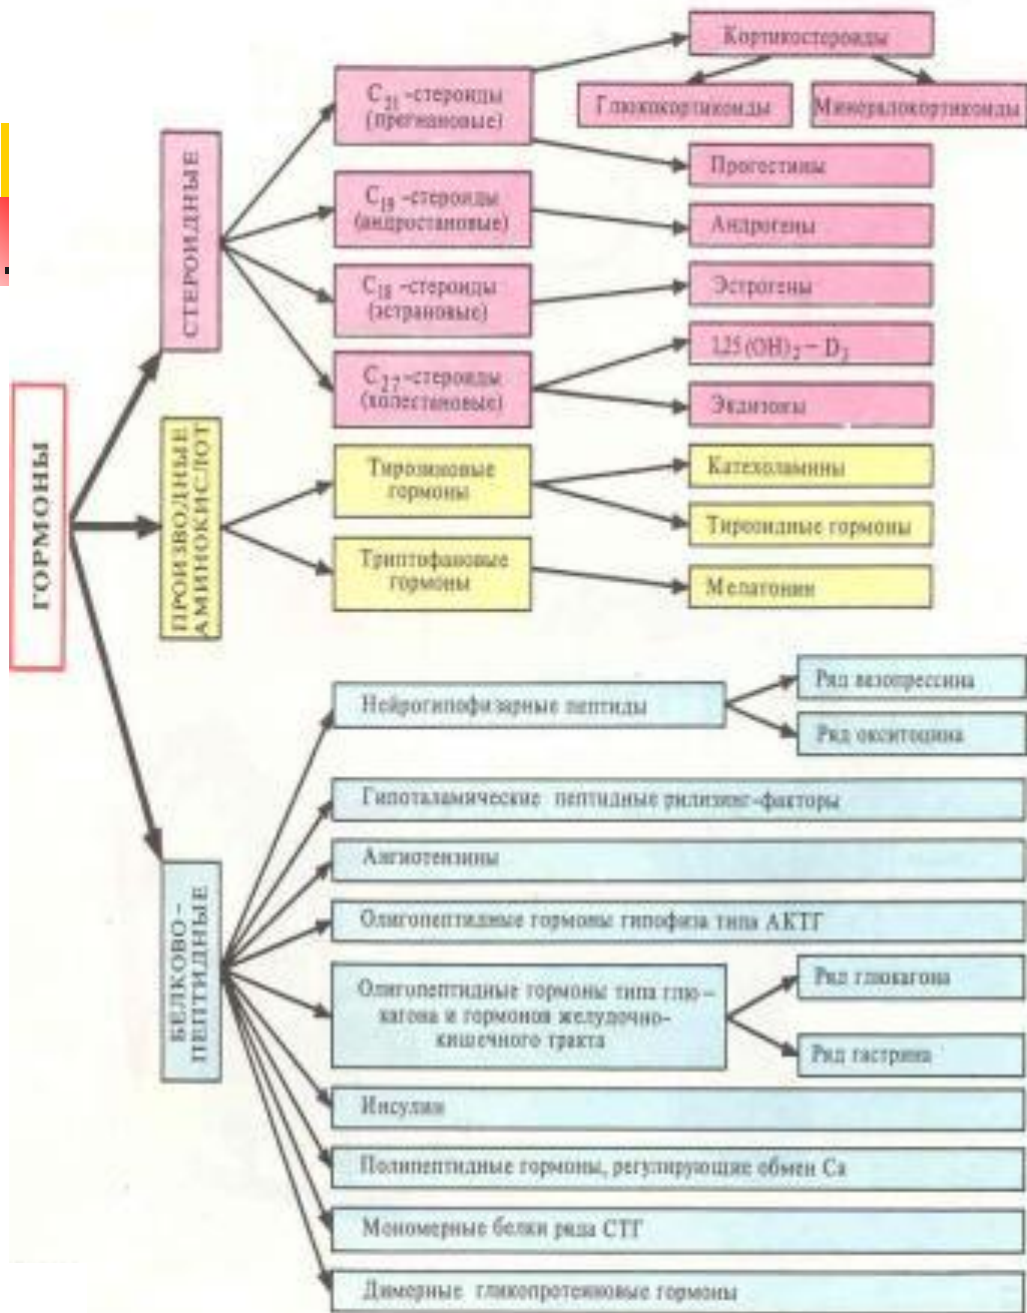 ГОРМОНЫ
СТЕРОИДНЫЕ
C21-стероиды
(прегнановые)
Кортикостероиды
Глюкокортикоиды
Минералокортикоиды
Прогестины
C19-стероиды
(андростановые)
Андрогены
C18-стероиды
(эстрановые)
Эстрогены
C27-стероиды
(холестановые)
1,25(OH)2-D3
Экдизоны
ПРОИЗВОДНЫЕ
АМИНОКИСЛОТ
Тирозиновые
гормоны
Катехоламины
Тироидные гормоны
Триптофановые
гормоны
Мелатонин
БЕЛКОВО-
ПЕПТИДНЫЕ
Нейрогипофизарные пептиды
Ряд вазопрессина
Ряд окситоцина
Гипоталамические пептидные рилизинг-факторы
Ангиотензины
Олигопептидные гормоны гипофиза типа АКТГ
Олигопептидные гормоны типа глю-
кагона и гормонов желудочно-
кишечного тракта
Ряд глюкагона
Ряд гастрина
Инсулин
Полипептидные гормоны, регулирующие обмен Ca
Мономерные белки ряда СТГ
Димерные гликопротеиновые гормоны